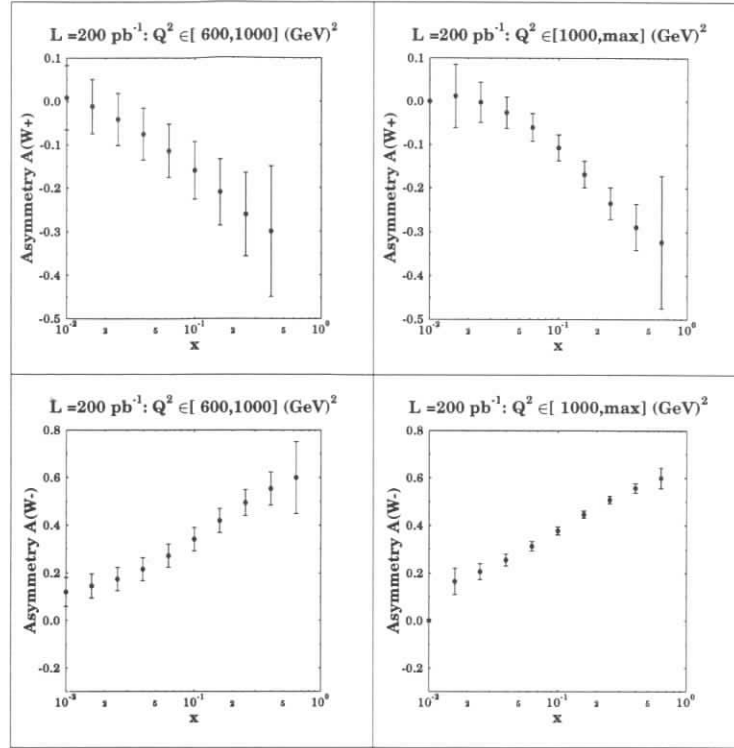 L =200 pb⁻¹: Q² ∈[ 600,1000] (GeV)²
Asymmetry A(W+)
0.1
0.0
-0.1
-0.2
-0.3
-0.4
-0.5
10⁻² 2 5 10⁻¹ 2 5 10⁰
x
L =200 pb⁻¹: Q² ∈[1000,max] (GeV)²
Asymmetry A(W+)
0.1
0.0
-0.1
-0.2
-0.3
-0.4
-0.5
10⁻² 2 5 10⁻¹ 2 5 10⁰
x
L =200 pb⁻¹: Q² ∈[ 600,1000] (GeV)²
Asymmetry A(W-)
0.8
0.6
0.4
0.2
0.0
-0.2
10⁻² 2 5 10⁻¹ 2 5 10⁰
x
L =200 pb⁻¹: Q² ∈[ 1000,max] (GeV)²
Asymmetry A(W-)
0.8
0.6
0.4
0.2
0.0
-0.2
10⁻² 2 5 10⁻¹ 2 5 10⁰
x